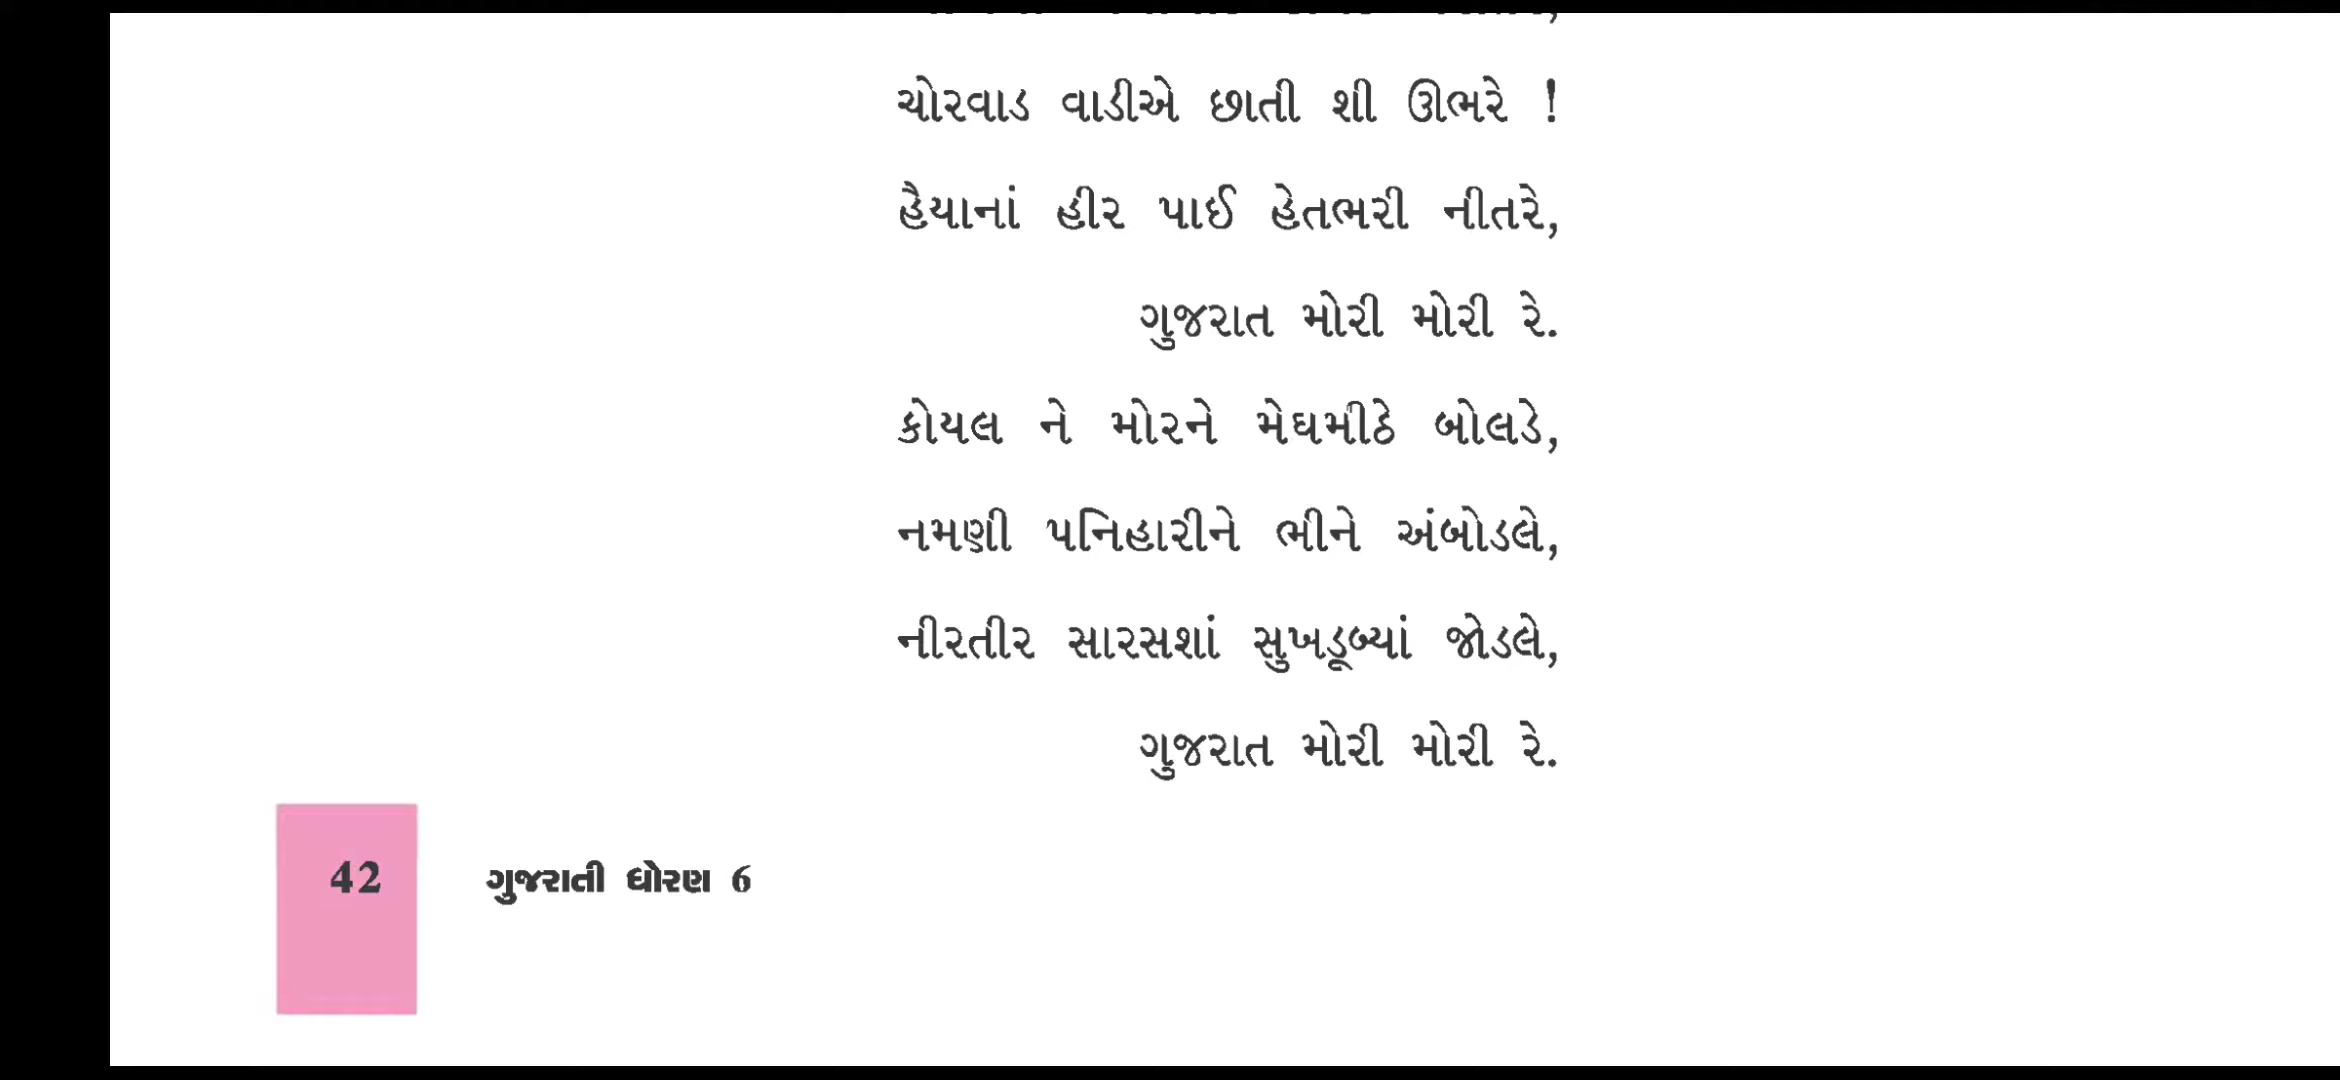 ચોરવાડ વાડીએ છાતી શી ઊભરે !
હૈયાનાં હીર પાઈ હેતભરી નીતરે,
ગુજરાત મોરી મોરી રે.
કોયલ ને મોરને મેઘમીઠે બોલડે,
નમણી પનિહારીને ભીને અંબોડલે,
નીરતીર સારસશાં સુખડૂબ્યાં જોડલે,
ગુજરાત મોરી મોરી રે.
42 ગુજરાતી ધોરણ 6